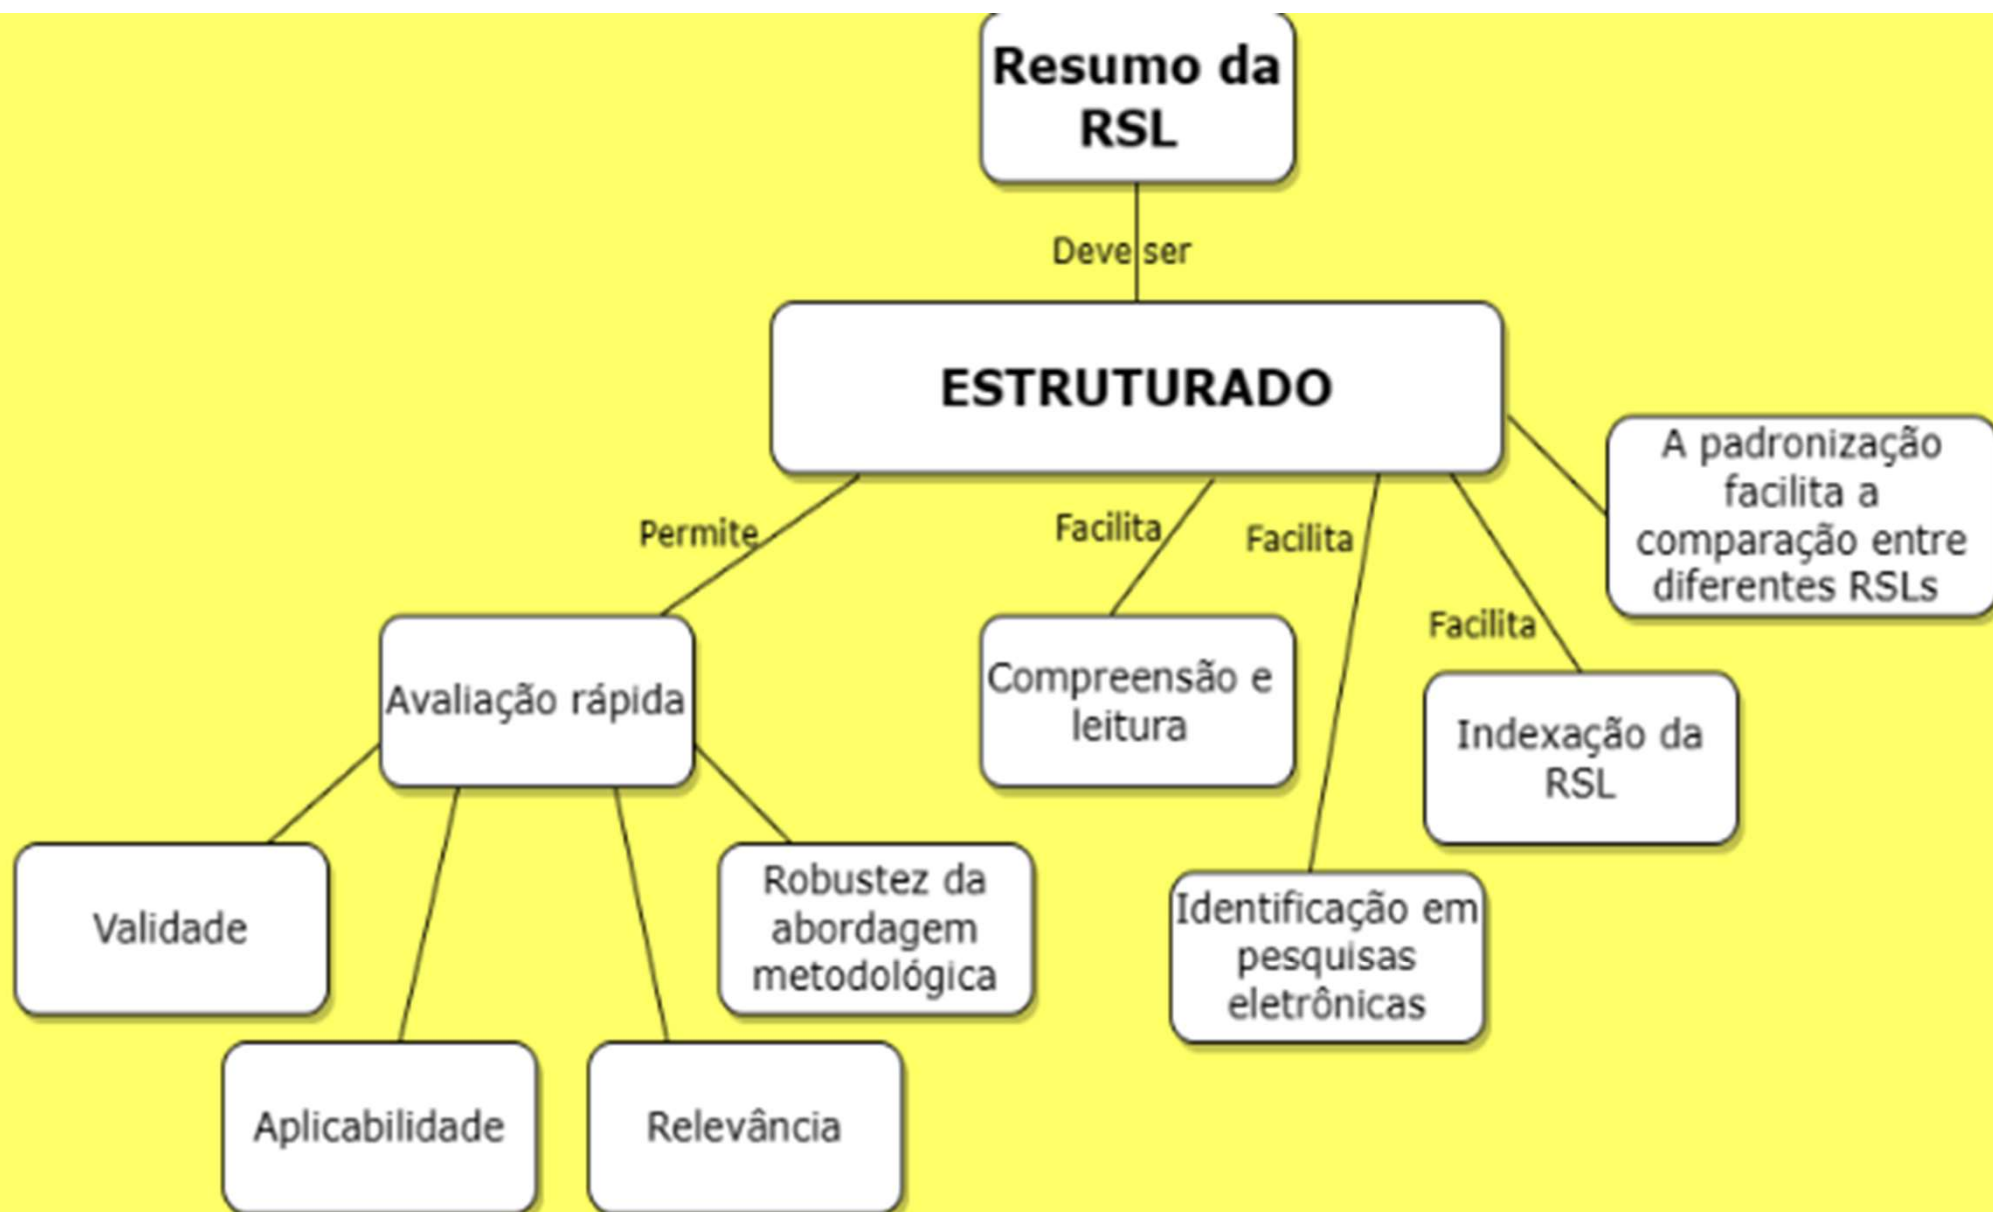 Resumo da
RSL
Deve ser
ESTRUTURADO
A padronização
facilita a
comparação entre
diferentes RSLs
Permite
Facilita
Facilita
Facilita
Avaliação rápida
Compreensão e
leitura
Indexação da
RSL
Validade
Robustez da
abordagem
metodológica
Identificação em
pesquisas
eletrônicas
Aplicabilidade
Relevância